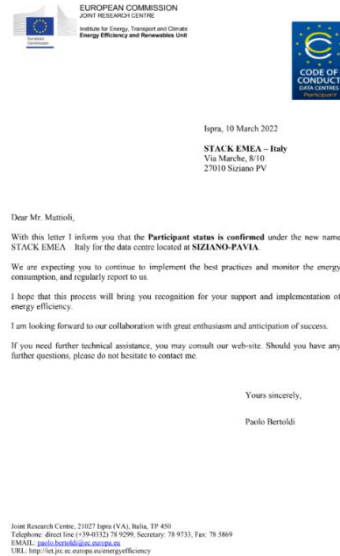 EUROPEAN COMMISSION
JOINT RESEARCH CENTRE
Institute for Energy, Transport and Climate
Energy Efficiency and Renewables Unit
European
Commission
CODE OF
CONDUCT
DATA CENTRES
Participant
Ispra, 10 March 2022
STACK EMEA – Italy
Via Marche, 8/10
27010 Siziano PV
Dear Mr. Mattioli,
With this letter I inform you that the Participant status is confirmed under the new name
STACK EMEA Italy for the data centre located at SIZIANO-PAVIA.
We are expecting you to continue to implement the best practices and monitor the energy
consumption, and regularly report to us.
I hope that this process will bring you recognition for your support and implementation of
energy efficiency.
I am looking forward to our collaboration with great enthusiasm and anticipation of success.
If you need further technical assistance, you may consult our web-site. Should you have any
further questions, please do not hesitate to contact me.
Yours sincerely,
Paolo Bertoldi
Joint Research Centre, 21027 Ispra (VA), Italia, TP 450
Telephone: direct line (+39-0332) 78 9299, Secretary: 78 9733, Fax: 78 5869
EMAIL: paolo.bertoldi@ec.europa.eu
URL: http://iet.jrc.ec.europa.eu/energyefficiency